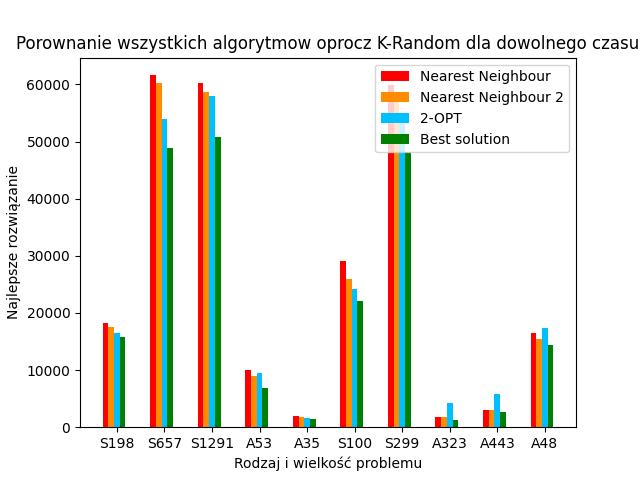 Porownanie wszystkich algorytmow oprocz K-Random dla dowolnego czasu
Nearest Neighbour
Nearest Neighbour 2
2-OPT
Best solution
Najlepsze rozwiązanie
60000
50000
40000
30000
20000
10000
0
S198 S657 S1291 A53 A35 S100 S299 A323 A443 A48
Rodzaj i wielkość problemu